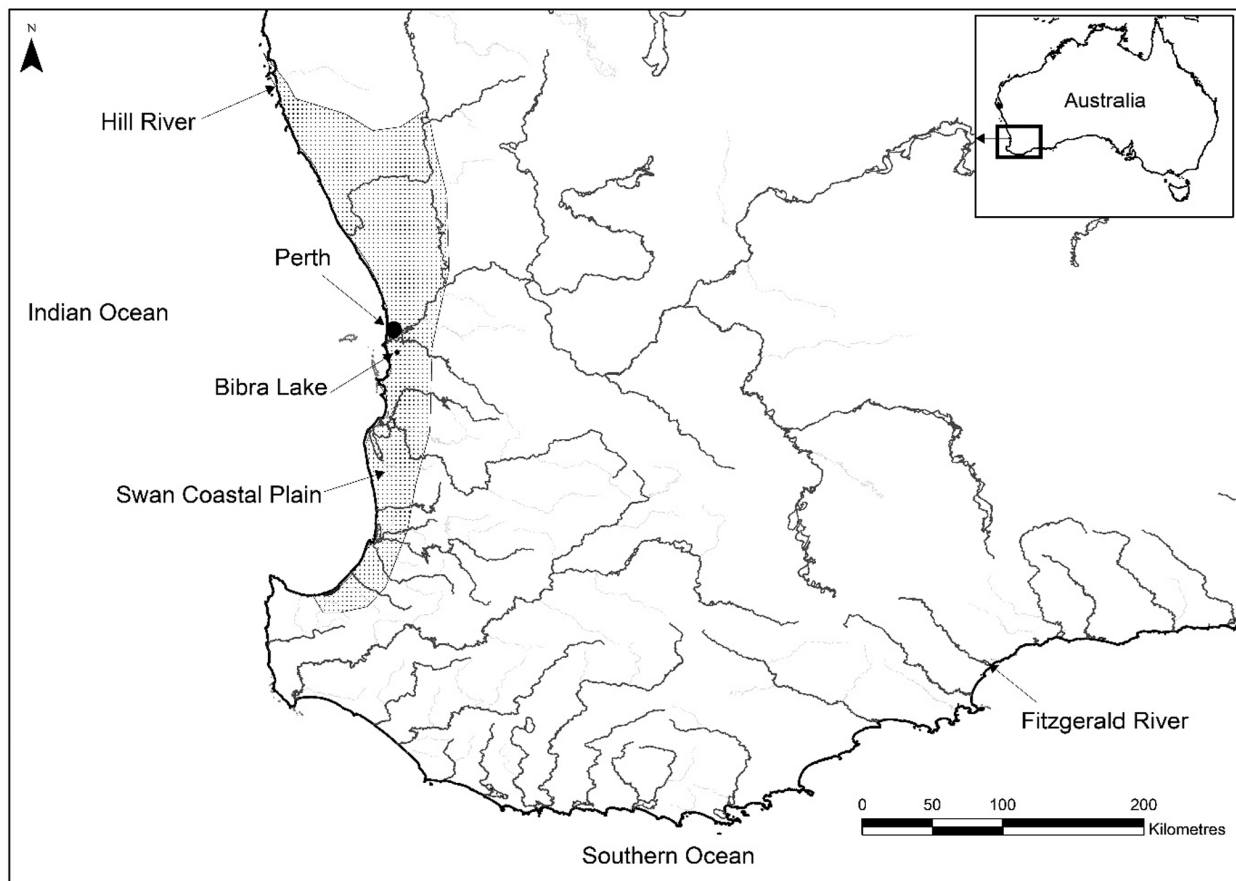 N
Hill River
Australia
Perth
Indian Ocean
Bibra Lake
Swan Coastal Plain
Fitzgerald River
0 50 100 200
Kilometres
Southern Ocean